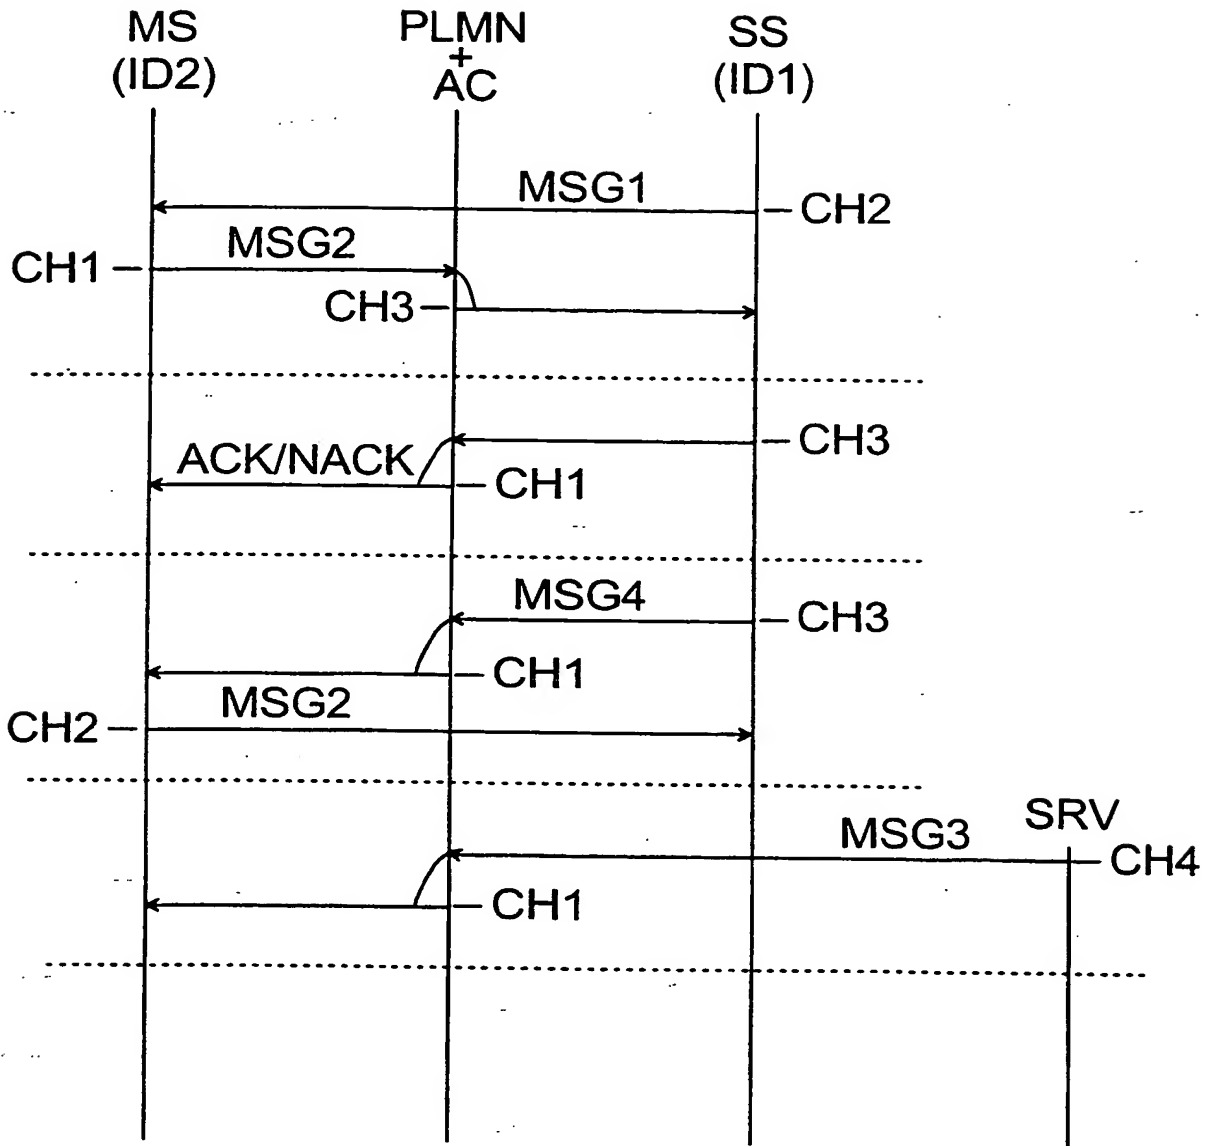 MS
(ID2)
PLMN
+
AC
SS
(ID1)
MSG1
CH2
MSG2
CH1
CH3
CH3
ACK/NACK
CH1
MSG4
CH3
CH1
MSG2
CH2
SRV
MSG3
CH4
CH1